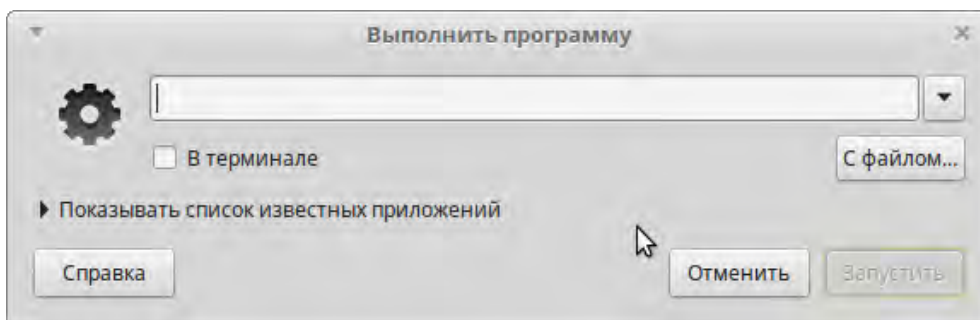 Выполнить программу
В терминале
С файлом...
Показывать список известных приложений
Справка
Отменить
Запустить